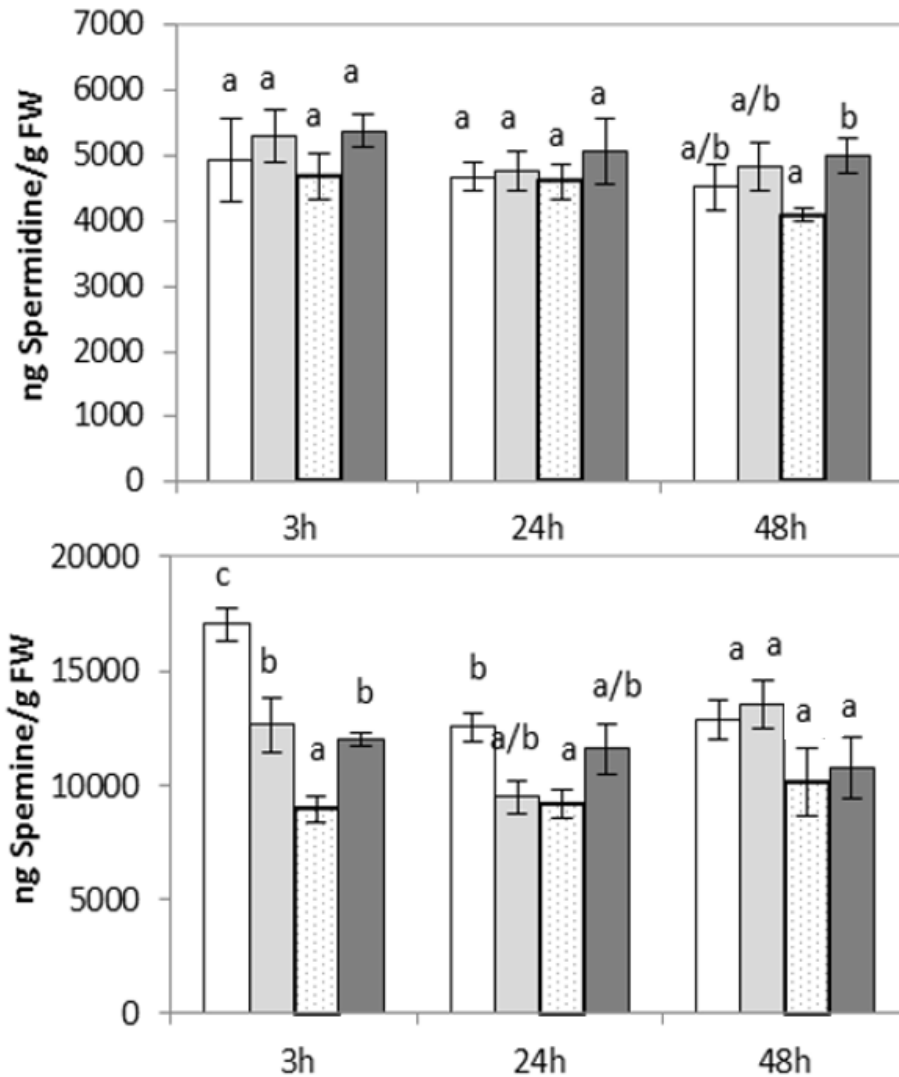 7000
6000
5000
4000
3000
2000
1000
0
ng Spermidine/g FW
a a a a
a a a a
a/b a/b a b
3h 24h 48h
20000
15000
10000
5000
0
ng Spemine/g FW
c b a b
b a/b a a/b
a a a a
3h 24h 48h